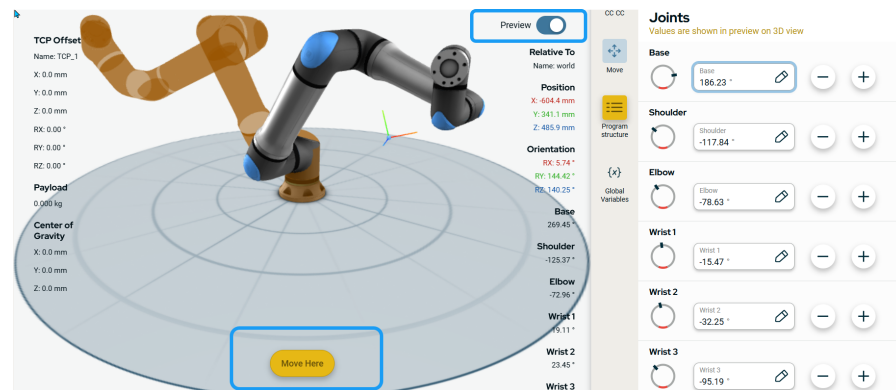 TCP Offset
Name: TCP_1
X: 0.0 mm
Y: 0.0 mm
Z: 0.0 mm
RX: 0.00 °
RY: 0.00 °
RZ: 0.00 °
Payload
0.000 kg
Center of
Gravity
X: 0.0 mm
Y: 0.0 mm
Z: 0.0 mm
Move Here
Preview
Relative To
Name: world
Position
X: -604.4 mm
Y: 341.1 mm
Z: 485.9 mm
Orientation
RX: 5.74 °
RY: 144.42 °
RZ: 140.25 °
Base
269.45 °
Shoulder
-125.37 °
Elbow
-72.96 °
Wrist 1
19.11 °
Wrist 2
23.45 °
Wrist 3
CC CC
Move
Program
structure
{x}
Global
Variables
Joints
Values are shown in preview on 3D view
Base
Base
186.23 °
Shoulder
Shoulder
-117.84 °
Elbow
Elbow
-78.63 °
Wrist 1
Wrist 1
-15.47 °
Wrist 2
Wrist 2
-32.25 °
Wrist 3
Wrist 3
-95.19 °